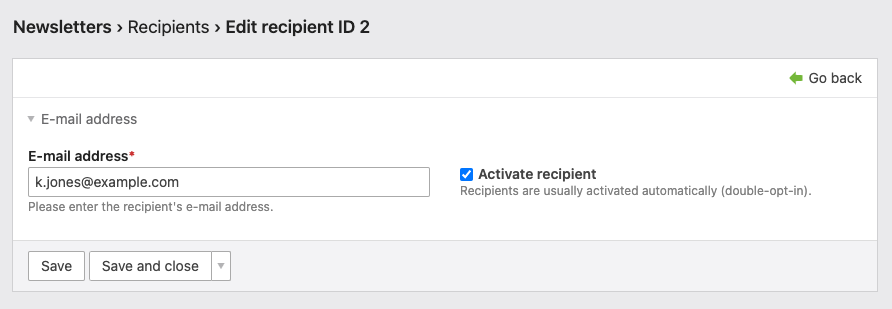 Newsletters › Recipients › Edit recipient ID 2
Go back
E-mail address
E-mail address*
k.jones@example.com
Please enter the recipient's e-mail address.
Activate recipient
Recipients are usually activated automatically (double-opt-in).
Save
Save and close